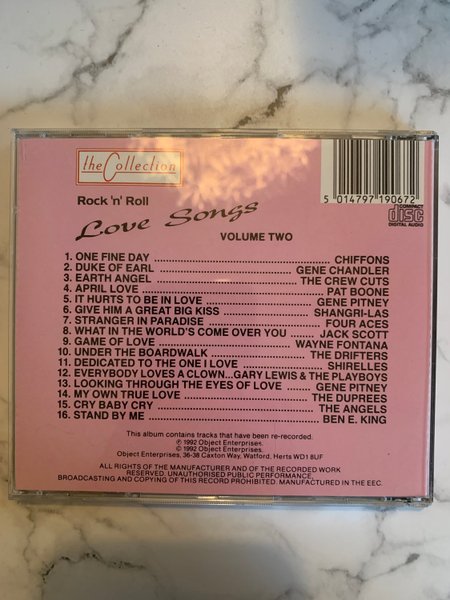 the Collection
5 014797 190672
Rock 'n' Roll
Love Songs
VOLUME TWO
COMPACT
disc
DIGITAL AUDIO
1. ONE FINE DAY ........ CHIFFONS
2. DUKE OF EARL ........ GENE CHANDLER
3. EARTH ANGEL ........ THE CREW CUTS
4. APRIL LOVE ........ PAT BOONE
5. IT HURTS TO BE IN LOVE ........ GENE PITNEY
6. GIVE HIM A GREAT BIG KISS ........ SHANGRI-LAS
7. STRANGER IN PARADISE ........ FOUR ACES
8. WHAT IN THE WORLD'S COME OVER YOU .. JACK SCOTT
9. GAME OF LOVE ........ WAYNE FONTANA
10. UNDER THE BOARDWALK ........ THE DRIFTERS
11. DEDICATED TO THE ONE I LOVE ........ SHIRELLES
12. EVERYBODY LOVES A CLOWN...GARY LEWIS & THE PLAYBOYS
13. LOOKING THROUGH THE EYES OF LOVE ...... GENE PITNEY
14. MY OWN TRUE LOVE ........ THE DUPREES
15. CRY BABY CRY ........ THE ANGELS
16. STAND BY ME ........ BEN E. KING
This album contains tracks that have been re-recorded.
℗ 1992 Object Enterprises.
© 1992 Object Enterprises.
Object Enterprises, 36-38 Caxton Way, Watford, Herts WD1 8UF
ALL RIGHTS OF THE MANUFACTURER AND OF THE RECORDED WORK
RESERVED. UNAUTHORISED PUBLIC PERFORMANCE,
BROADCASTING AND COPYING OF THIS RECORD PROHIBITED. MANUFACTURED IN THE EEC.